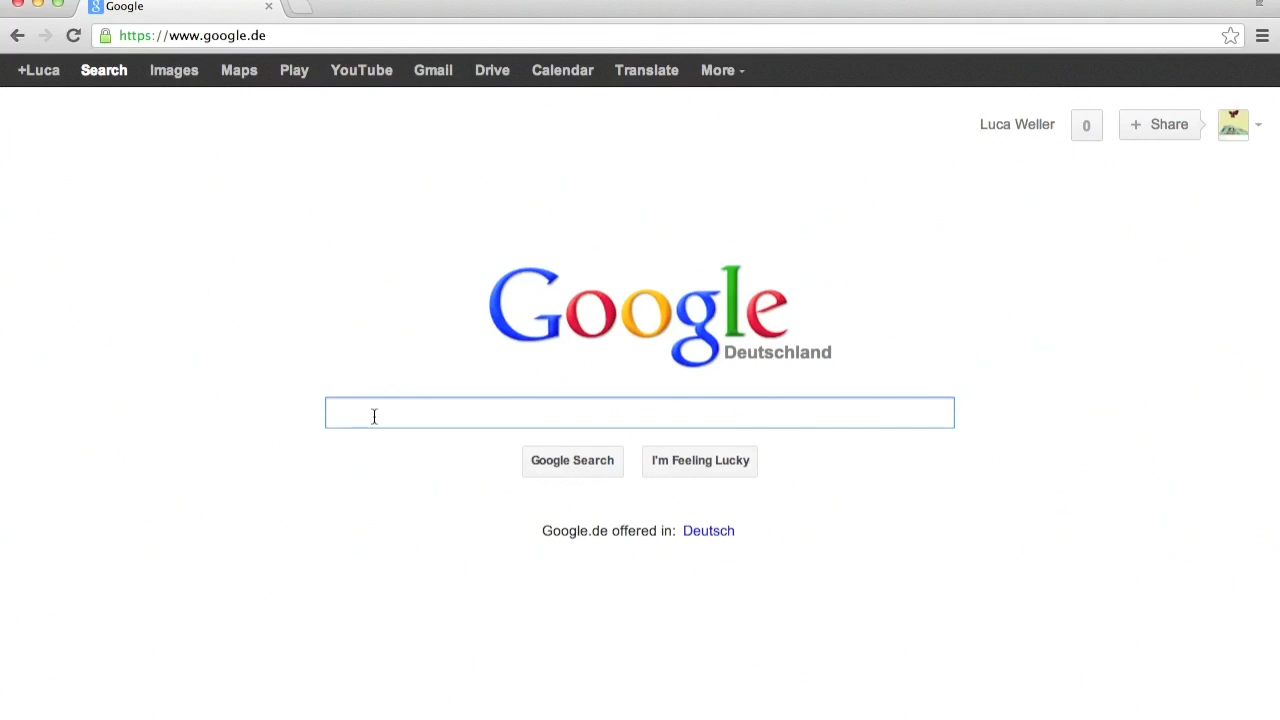 Google
https://www.google.de
+Luca Search Images Maps Play YouTube Gmail Drive Calendar Translate More
Luca Weller 0 + Share
Google
Deutschland
Google Search I'm Feeling Lucky
Google.de offered in: Deutsch